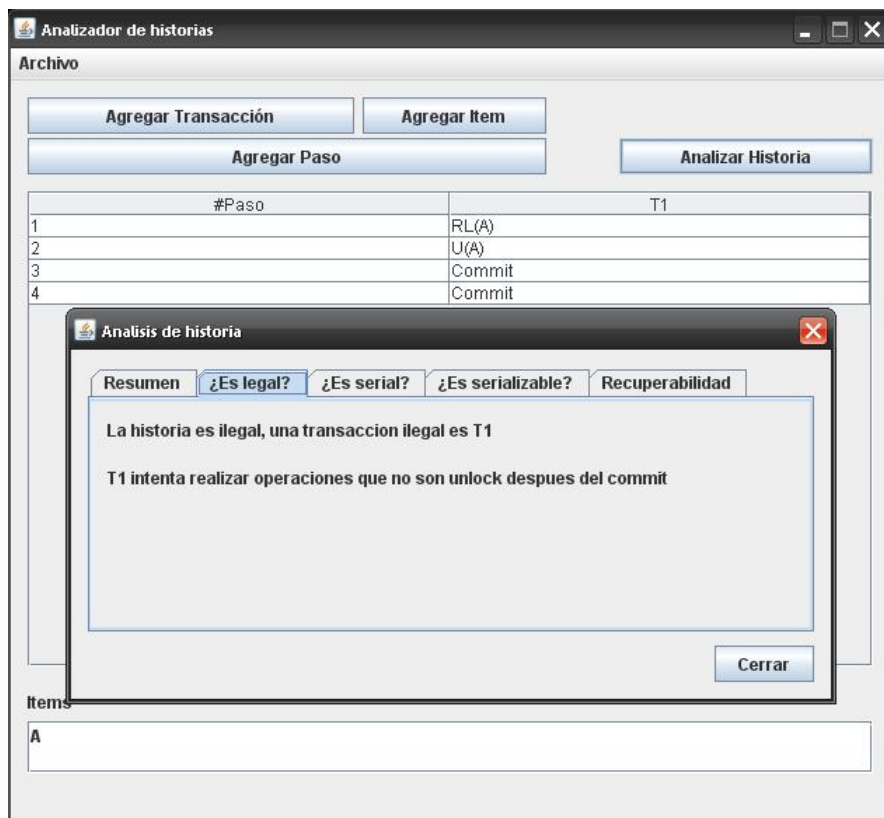 Analizador de historias
Archivo
Agregar Transacción Agregar Item
Agregar Paso Analizar Historia
#Paso T1
1 RL(A)
2 U(A)
3 Commit
4 Commit
Analisis de historia
Resumen ¿Es legal? ¿Es serial? ¿Es serializable? Recuperabilidad
La historia es ilegal, una transaccion ilegal es T1
T1 intenta realizar operaciones que no son unlock despues del commit
Cerrar
Items
A